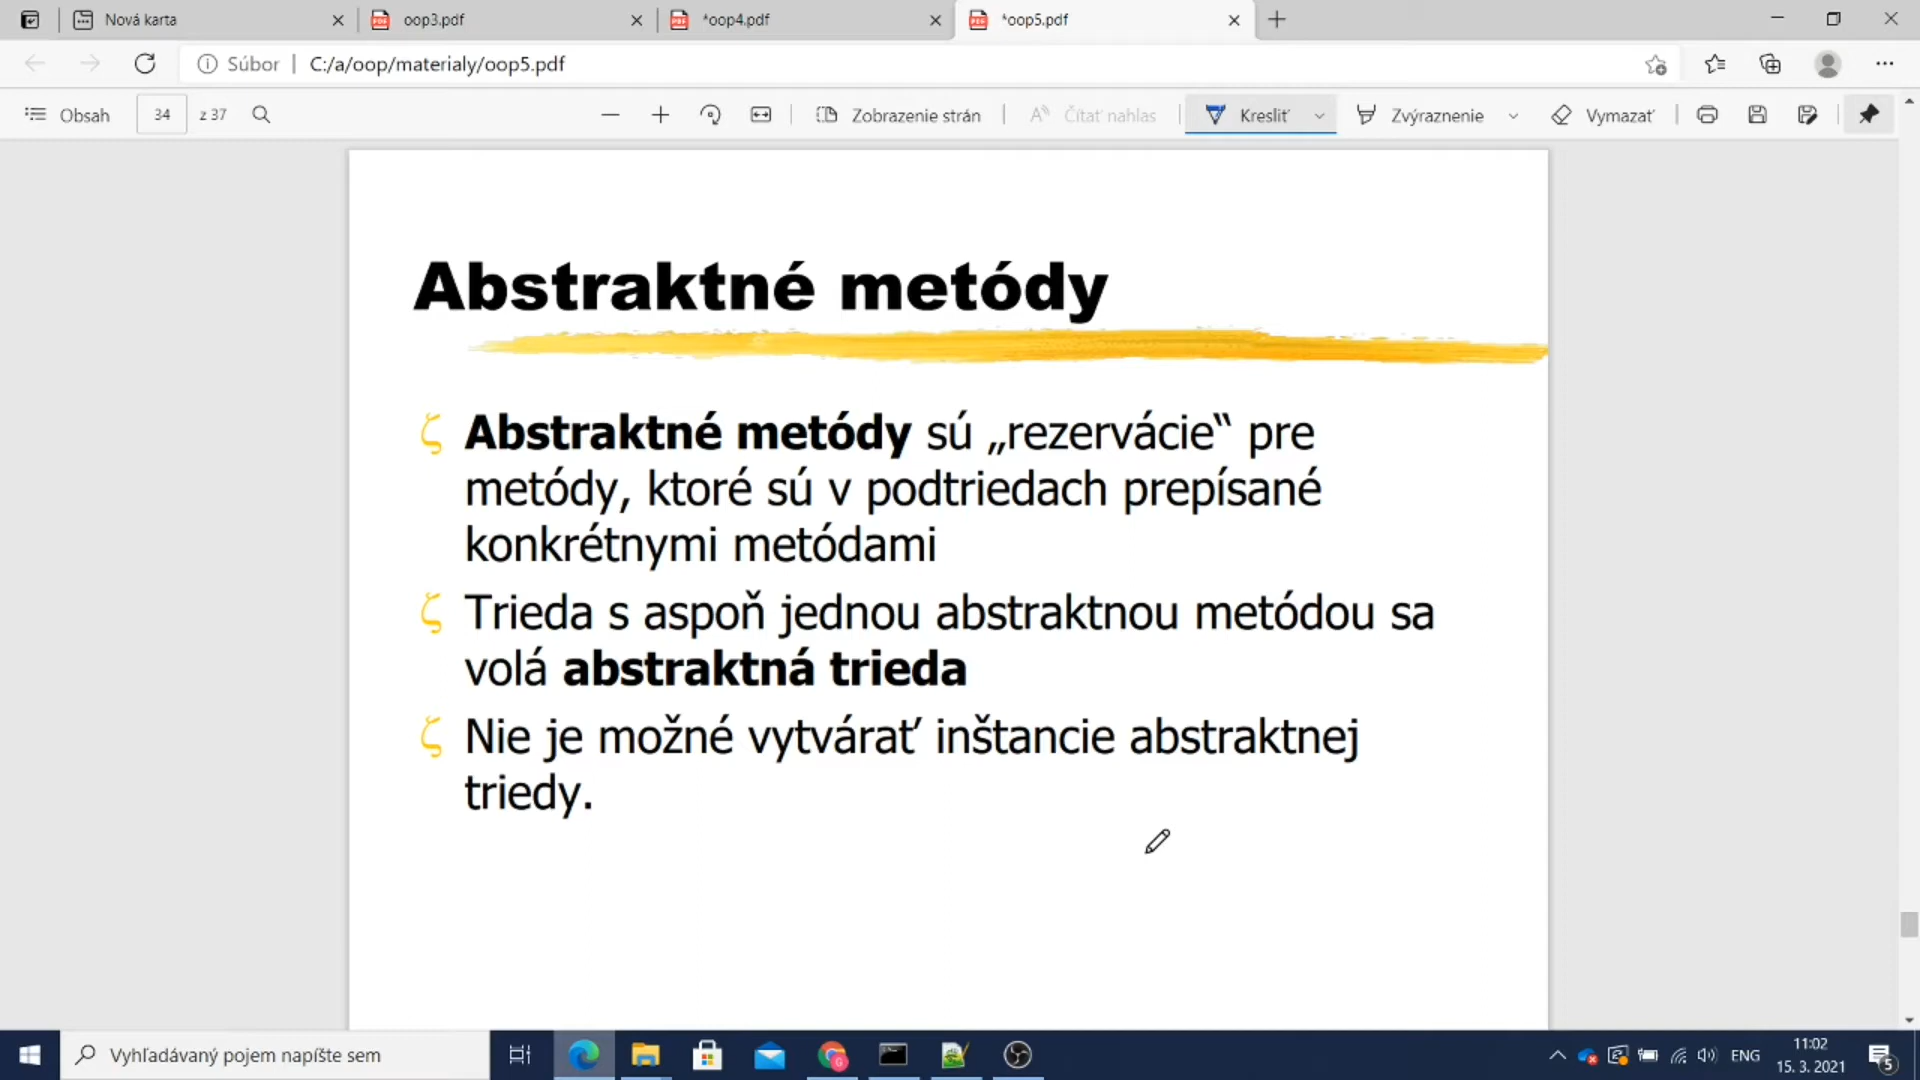 Nová karta
oop3.pdf
*oop4.pdf
*oop5.pdf
Súbor
C:/a/oop/materialy/oop5.pdf
Obsah
34
z 37
Zobrazenie strán
Čítať nahlas
Kresliť
Zvýraznenie
Vymazať
Abstraktné metódy
Abstraktné metódy sú „rezervácie‟ pre
metódy, ktoré sú v podtriedach prepísané
konkrétnymi metódami
Trieda s aspoň jednou abstraktnou metódou sa
volá abstraktná trieda
Nie je možné vytvárať inštancie abstraktnej
triedy.
Vyhľadávaný pojem napíšte sem
ENG
11:02
15. 3. 2021
5